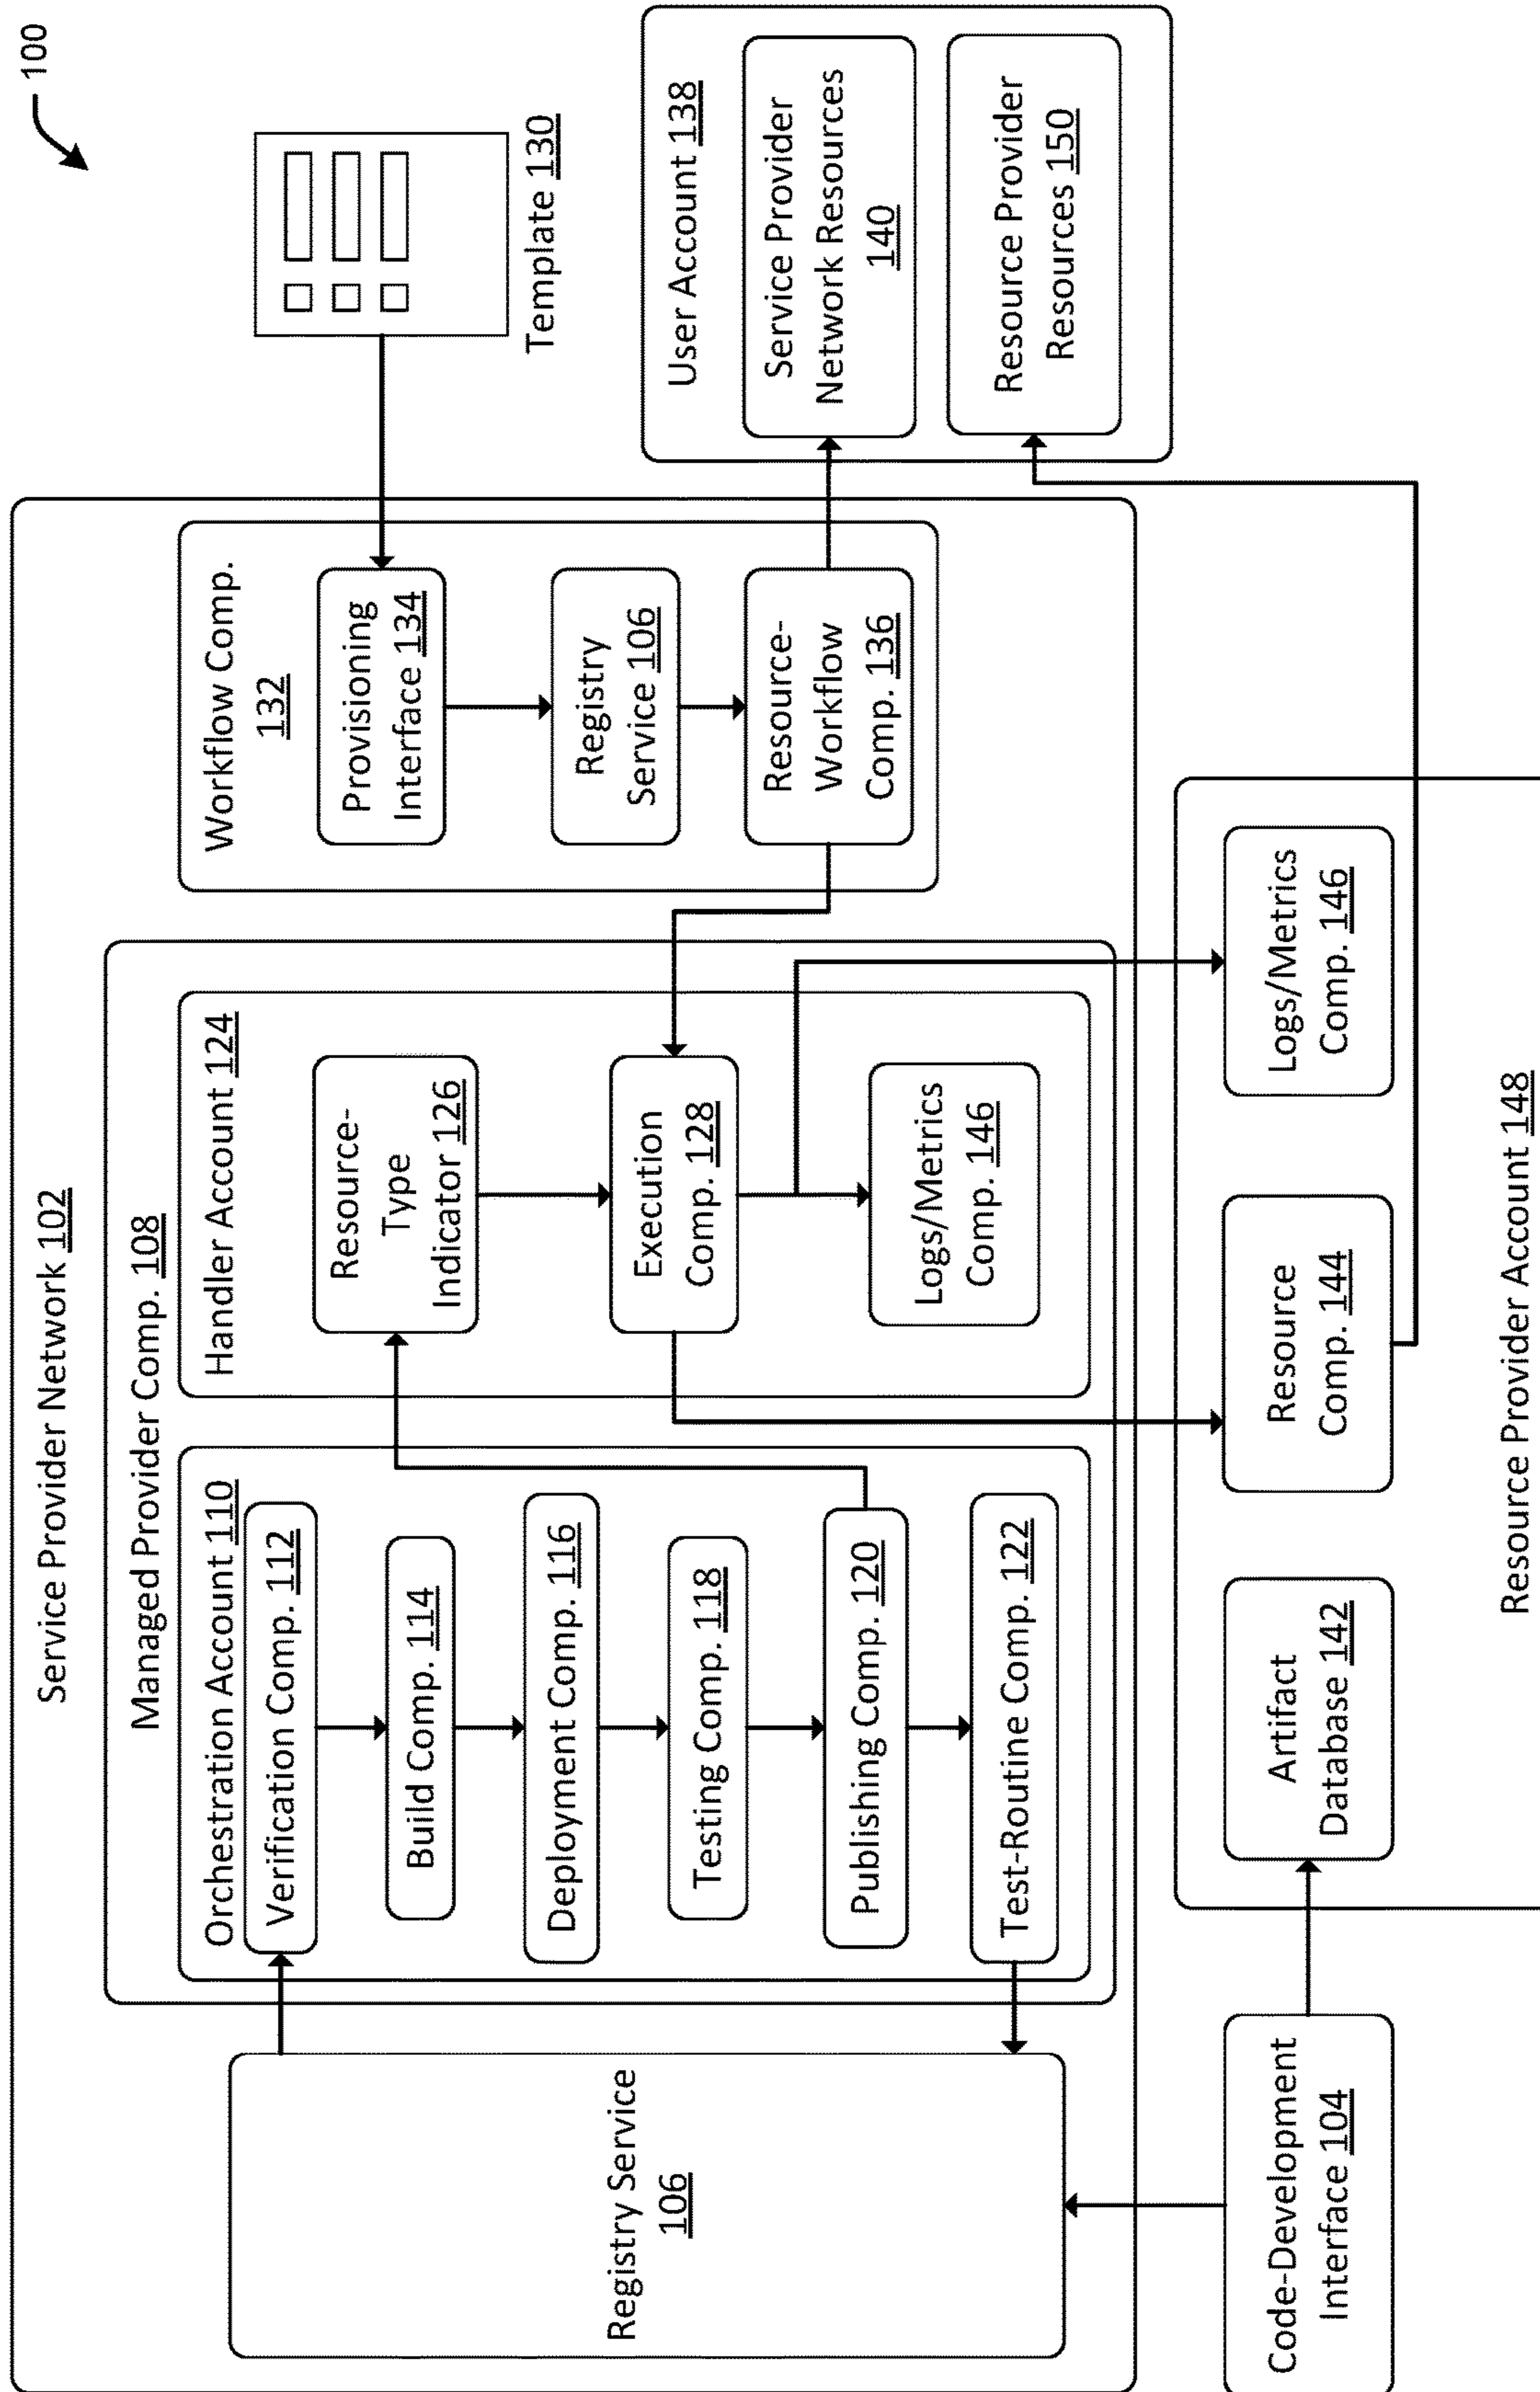 100
Service Provider Network 102
Registry Service
106
Managed Provider Comp. 108
Orchestration Account 110
Verification Comp. 112
Build Comp. 114
Deployment Comp. 116
Testing Comp. 118
Publishing Comp. 120
Test-Routine Comp. 122
Handler Account 124
Resource-
Type
Indicator 126
Execution
Comp. 128
Logs/Metrics
Comp. 146
Workflow Comp.
132
Provisioning
Interface 134
Registry
Service 106
Resource-
Workflow
Comp. 136
Template 130
User Account 138
Service Provider
Network Resources
140
Resource Provider
Resources 150
Code-Development
Interface 104
Artifact
Database 142
Resource
Comp. 144
Logs/Metrics
Comp. 146
Resource Provider Account 148